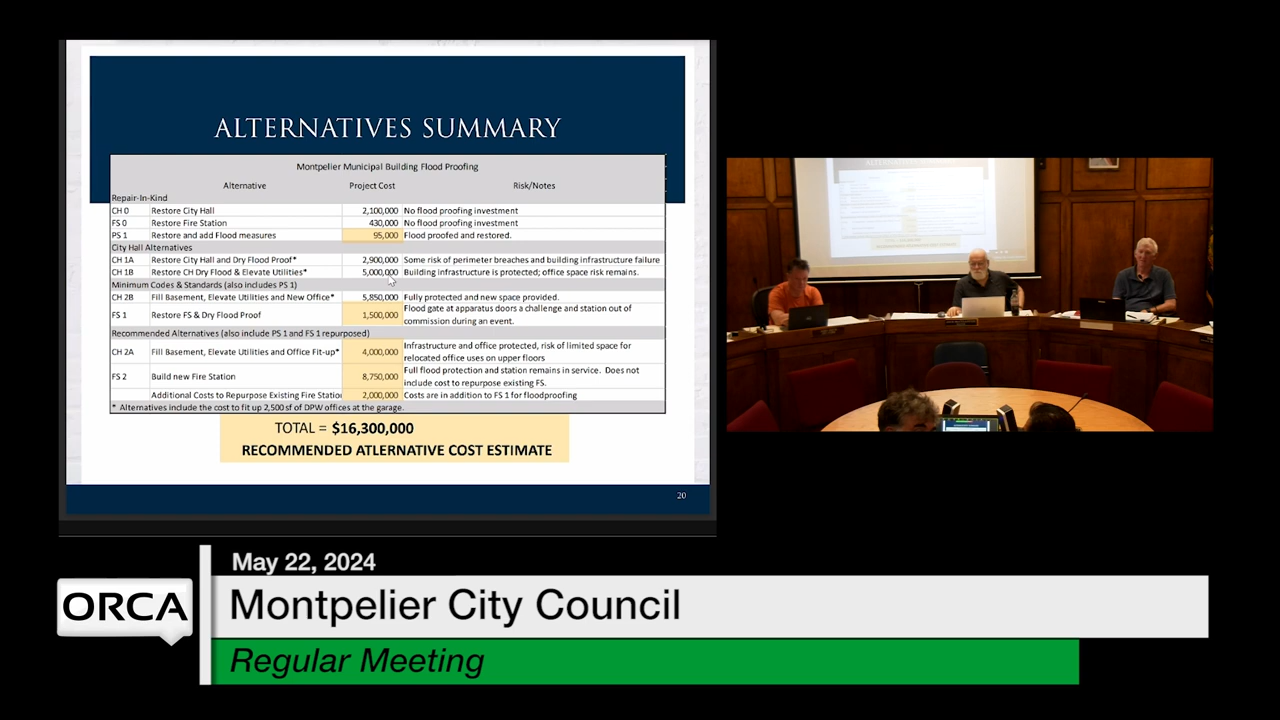 ALTERNATIVES SUMMARY
Montpelier Municipal Building Flood Proofing
Alternative Project Cost Risk/Notes
Repair-In-Kind
CH 0 Restore City Hall 2,100,000 No flood proofing investment
FS 0 Restore Fire Station 430,000 No flood proofing investment
PS 1 Restore and add Flood measures 95,000 Flood proofed and restored.
City Hall Alternatives
CH 1A Restore City Hall and Dry Flood Proof* 2,900,000 Some risk of perimeter breaches and building infrastructure failure
CH 1B Restore CH Dry Flood & Elevate Utilities* 5,000,000 Building infrastructure is protected; office space risk remains.
Minimum Codes & Standards (also includes PS 1)
CH 2B Fill Basement, Elevate Utilities and New Office* 5,850,000 Fully protected and new space provided.
FS 1 Restore FS & Dry Flood Proof 1,500,000 Flood gate at apparatus doors a challenge and station out of
commission during an event.
Recommended Alternatives (also include PS 1 and FS 1 repurposed)
CH 2A Fill Basement, Elevate Utilities and Office Fit-up* 4,000,000 Infrastructure and office protected, risk of limited space for
relocated office uses on upper floors
FS 2 Build new Fire Station 8,750,000 Full flood protection and station remains in service. Does not
include cost to repurpose existing FS.
Additional Costs to Repurpose Existing Fire Station 2,000,000 Costs are in addition to FS 1 for floodproofing
* Alternatives include the cost to fit up 2,500 sf of DPW offices at the garage.
TOTAL = $16,300,000
RECOMMENDED ATLERNATIVE COST ESTIMATE
20
May 22, 2024
ORCA
Montpelier City Council
Regular Meeting